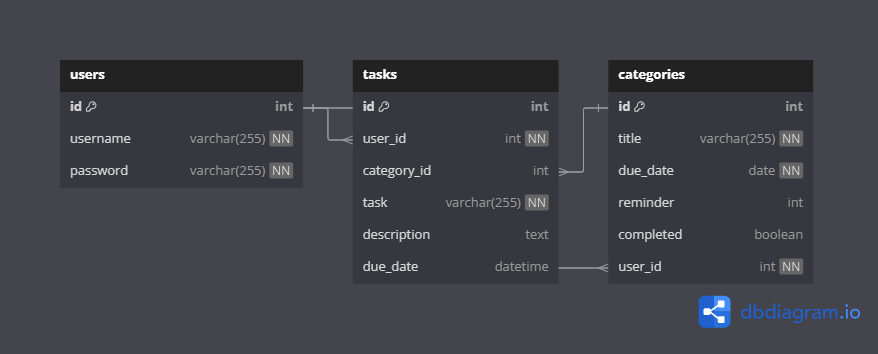 users
id int
username varchar(255) NN
password varchar(255) NN
tasks
id int
user_id int NN
category_id int
task varchar(255) NN
description text
due_date datetime
categories
id int
title varchar(255) NN
due_date date NN
reminder int
completed boolean
user_id int NN
dbdiagram.io